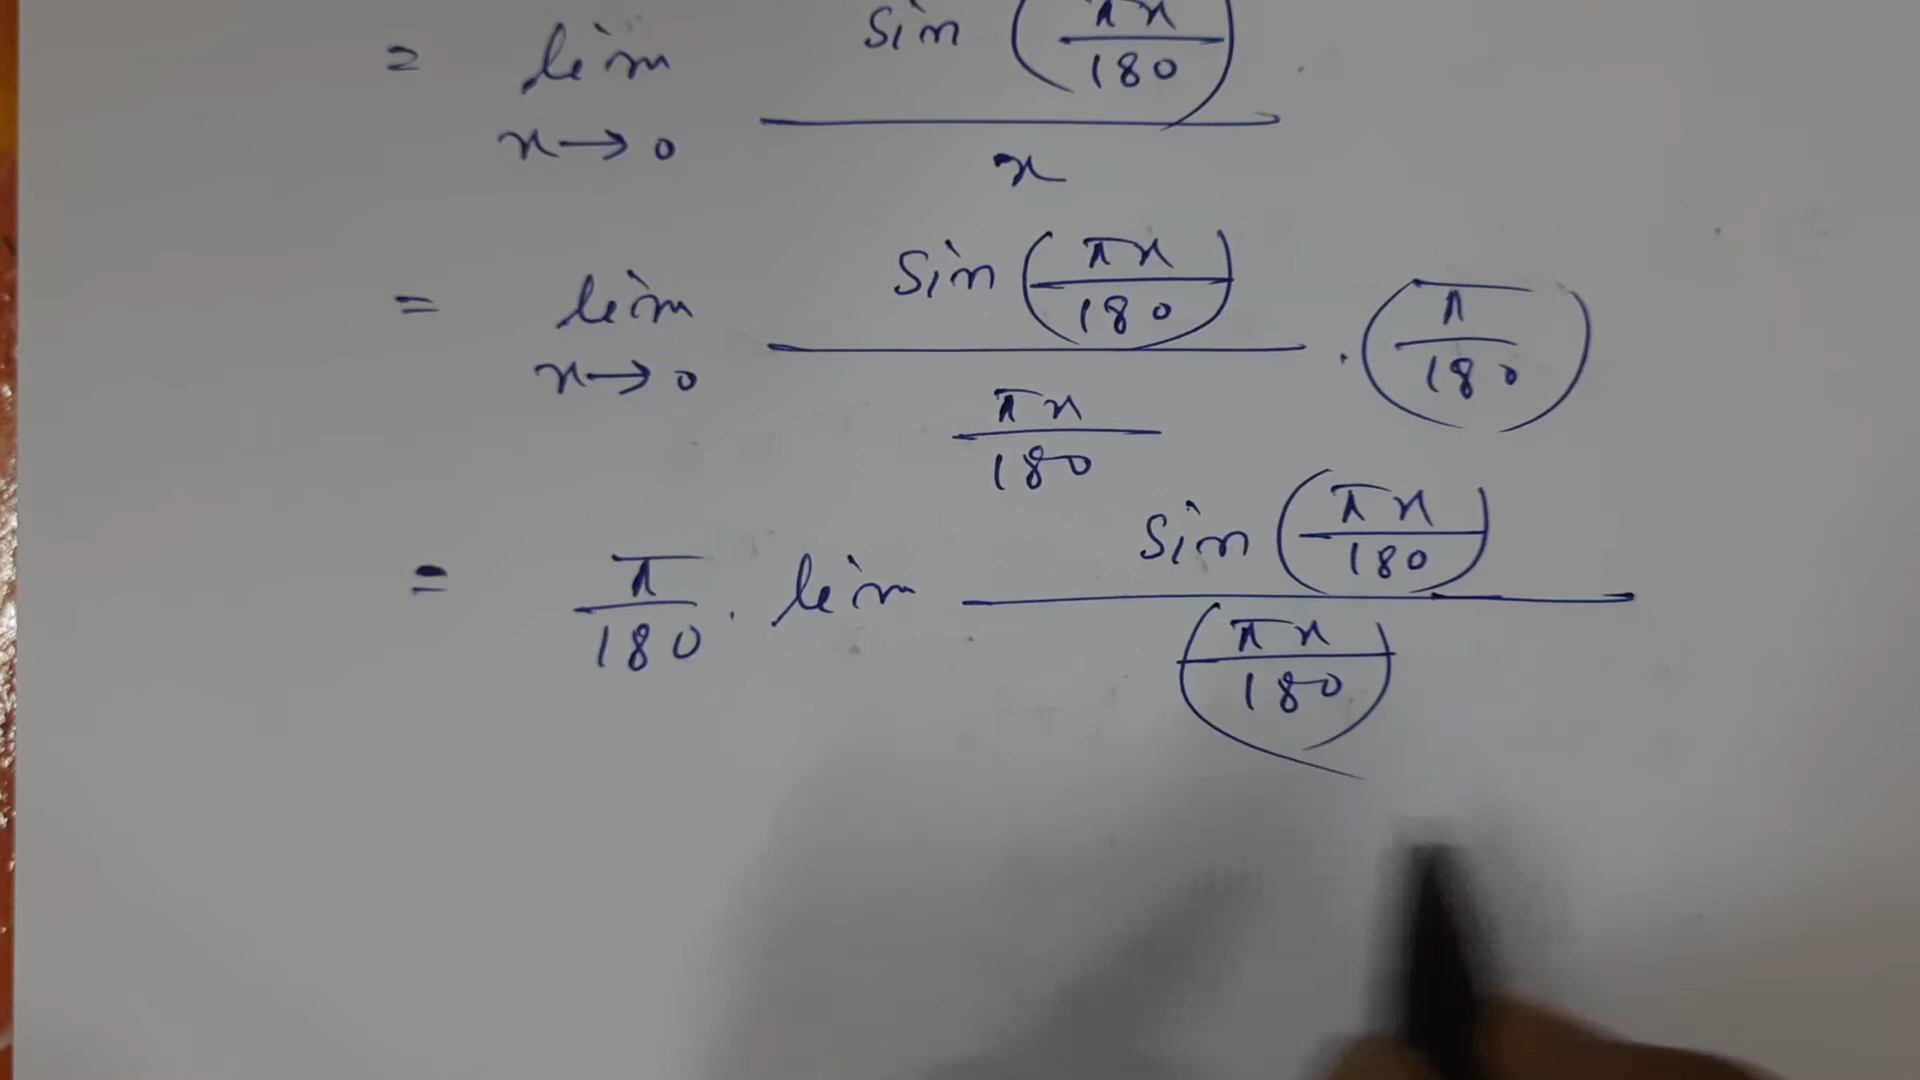 = lim sin (πx/180) / x
x→0
= lim sin (πx/180) / πx/180 . (π/180)
x→0
= π/180 . lim sin (πx/180) / (πx/180)